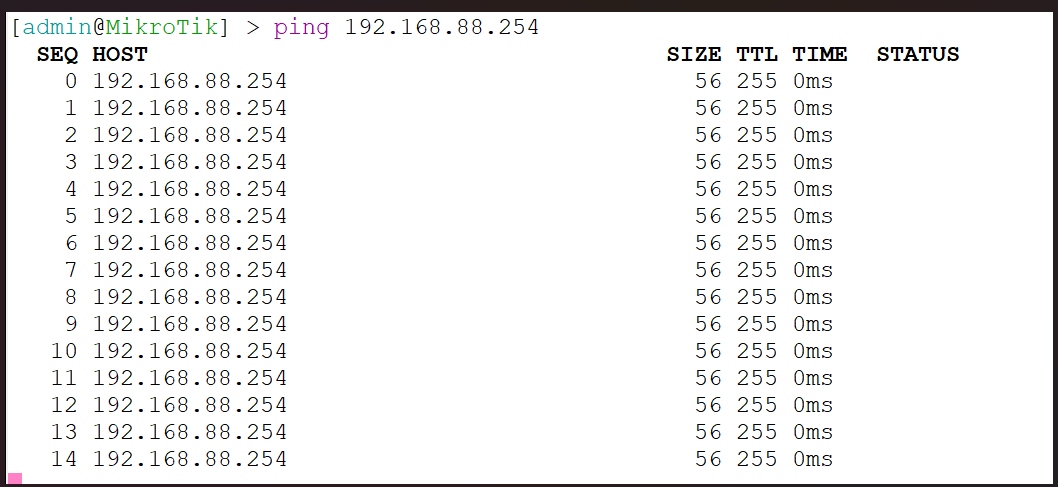 [admin@MikroTik] > ping 192.168.88.254
SEQ HOST SIZE TTL TIME STATUS
0 192.168.88.254 56 255 0ms
1 192.168.88.254 56 255 0ms
2 192.168.88.254 56 255 0ms
3 192.168.88.254 56 255 0ms
4 192.168.88.254 56 255 0ms
5 192.168.88.254 56 255 0ms
6 192.168.88.254 56 255 0ms
7 192.168.88.254 56 255 0ms
8 192.168.88.254 56 255 0ms
9 192.168.88.254 56 255 0ms
10 192.168.88.254 56 255 0ms
11 192.168.88.254 56 255 0ms
12 192.168.88.254 56 255 0ms
13 192.168.88.254 56 255 0ms
14 192.168.88.254 56 255 0ms